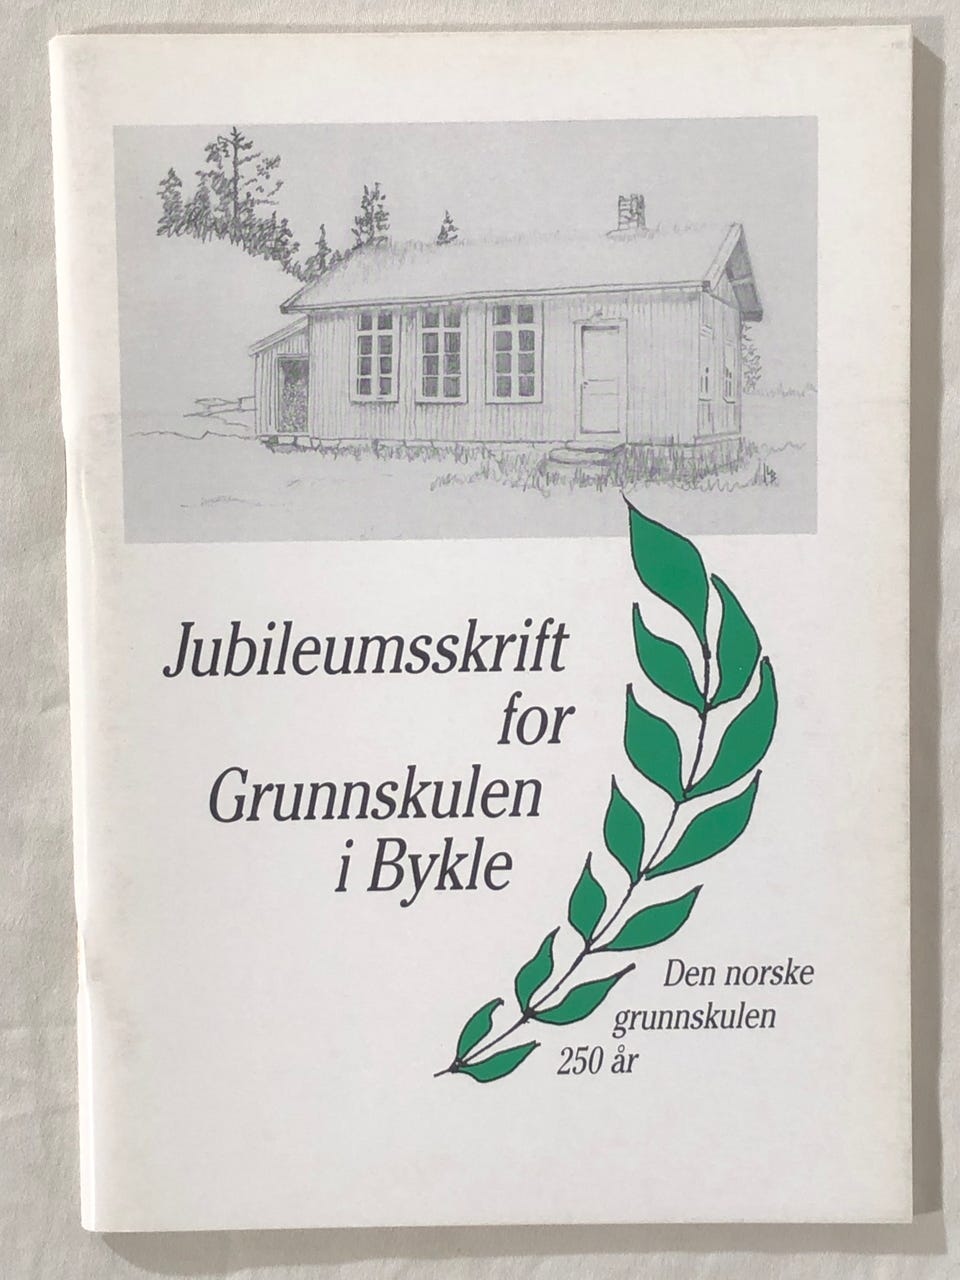 Jubileumsskrift
for
Grunnskulen
i Bykle
Den norske
grunnskulen
250 år